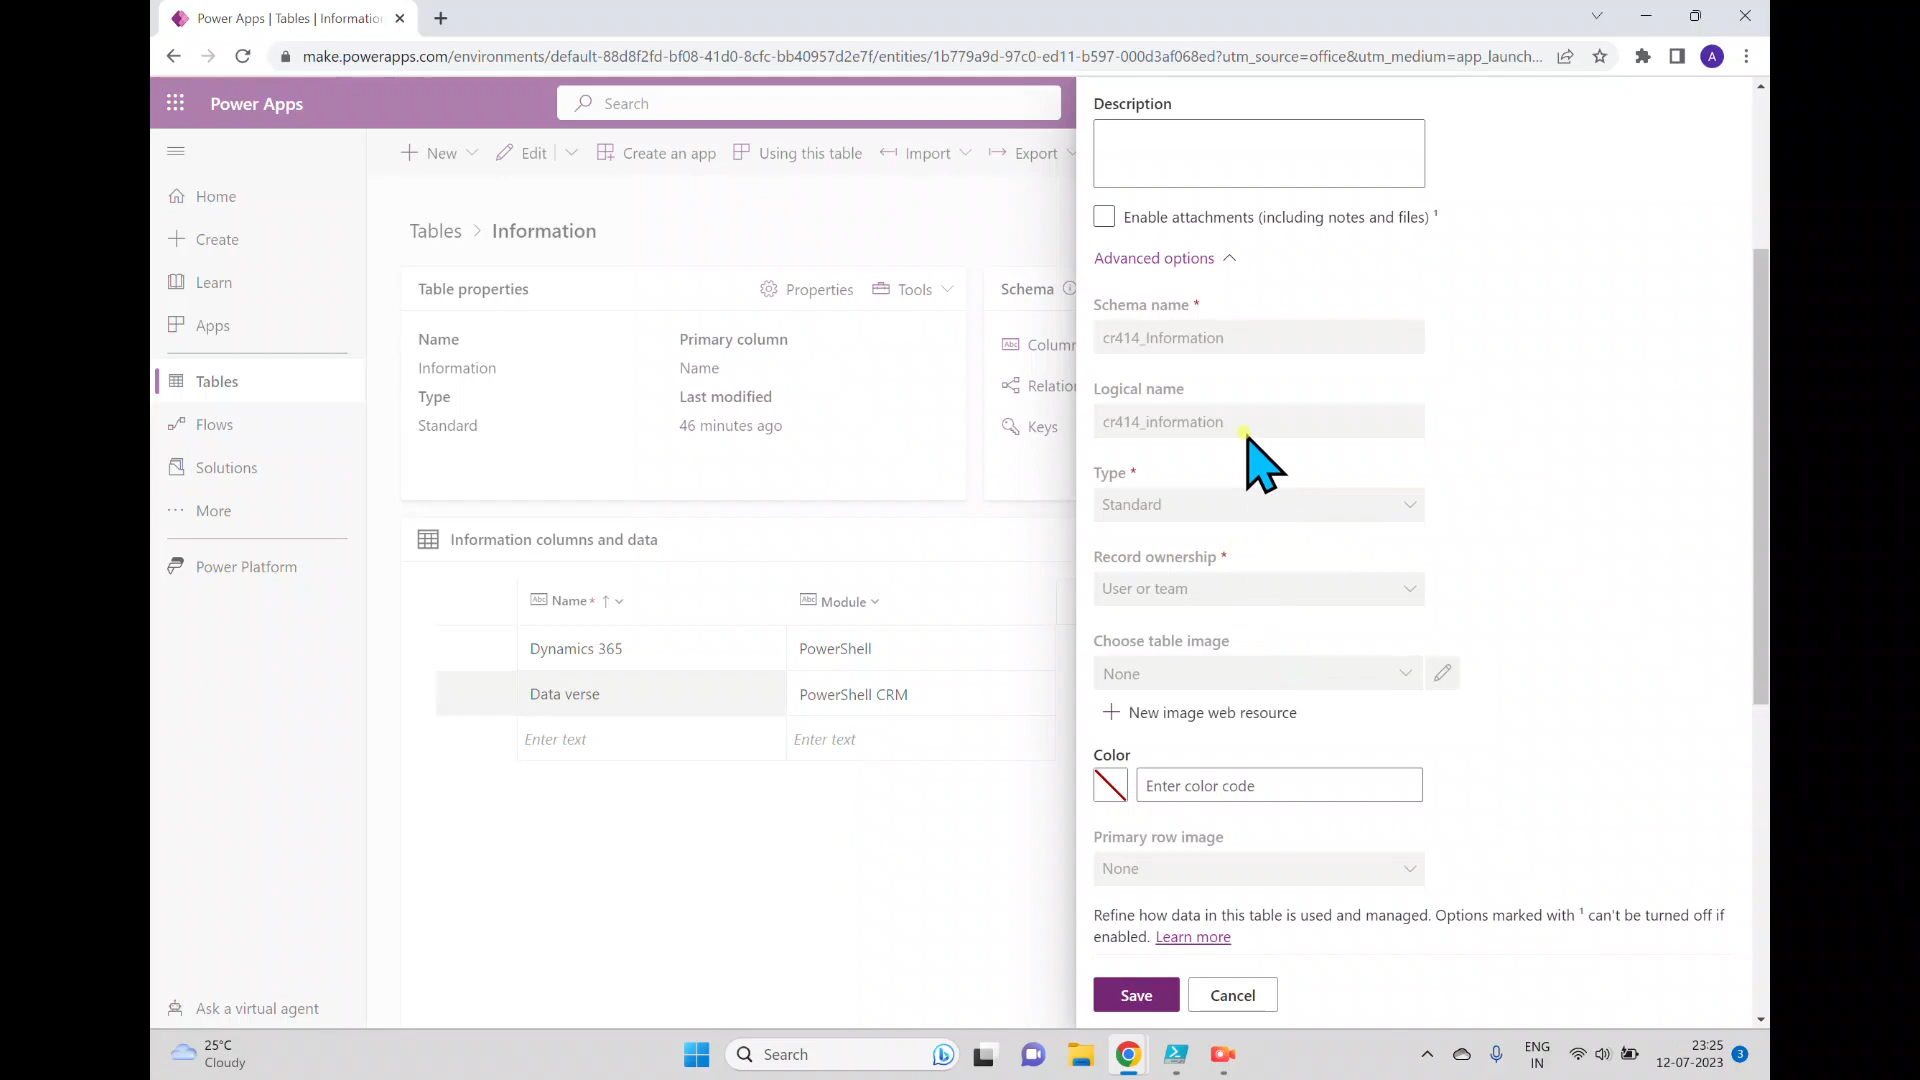 Power Apps | Tables | Information
make.powerapps.com/environments/default-88d8f2fd-bf08-41d0-8cfc-bb40957d2e7f/entities/1b779a9d-97c0-ed11-b597-000d3af068ed?utm_source=office&utm_medium=app_launch...
A
Power Apps
Search
New
Edit
Create an app
Using this table
Import
Export
Home
Create
Learn
Apps
Tables
Flows
Solutions
More
Power Platform
Ask a virtual agent
Tables > Information
Table properties
Properties
Tools
Schema
Name
Primary column
Information
Name
Type
Last modified
Standard
46 minutes ago
Colum
Relatio
Keys
Information columns and data
Abc Name * ↑
Abc Module
Dynamics 365
PowerShell
Data verse
PowerShell CRM
Enter text
Enter text
Description
Enable attachments (including notes and files) ¹
Advanced options
Schema name *
cr414_Information
Logical name
cr414_information
Type *
Standard
Record ownership *
User or team
Choose table image
None
New image web resource
Color
Enter color code
Primary row image
None
Refine how data in this table is used and managed. Options marked with ¹ can't be turned off if
enabled. Learn more
Save
Cancel
25°C
Cloudy
Search
ENG
IN
23:25
12-07-2023
3